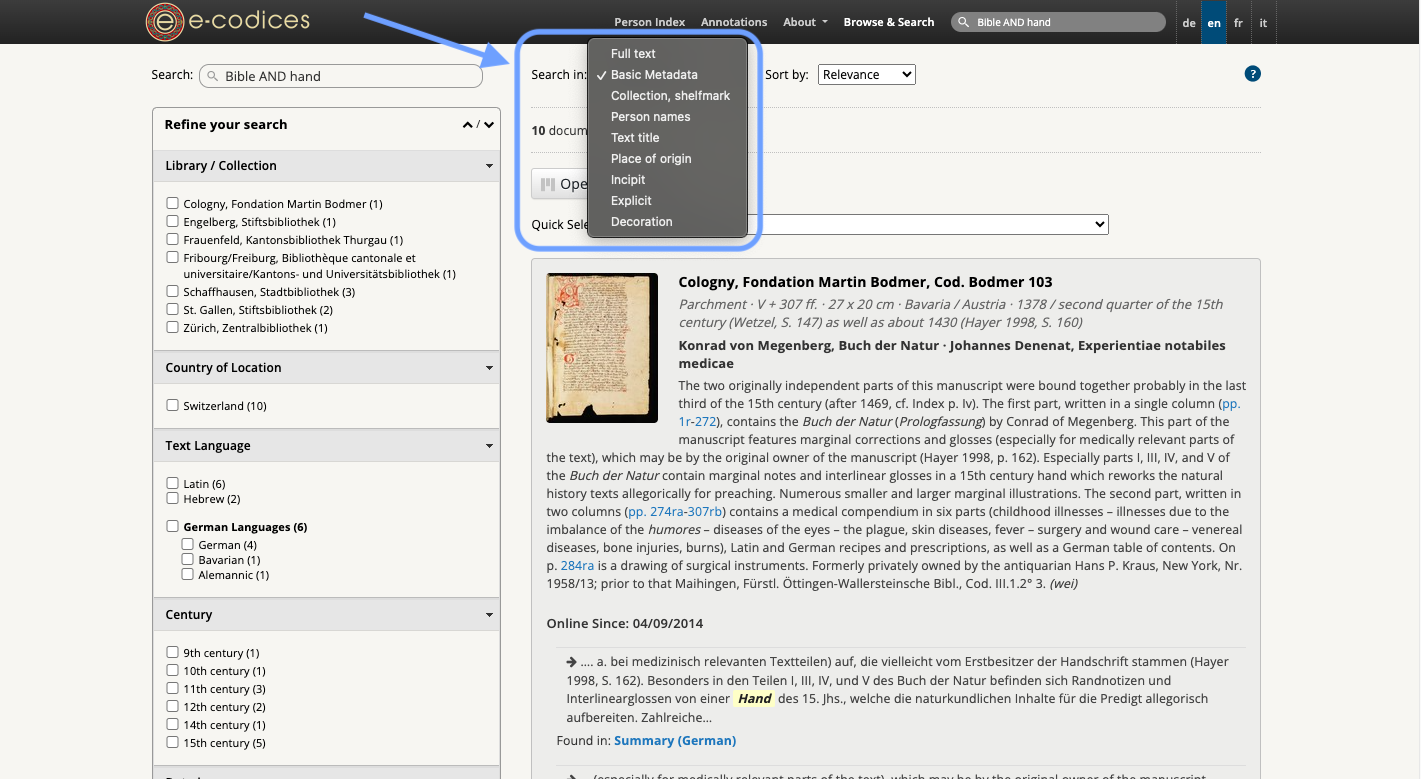 e-codices
Person Index Annotations About Browse & Search Bible AND hand de en fr it
Search: Bible AND hand
Search in: Sort by: Relevance ?
Full text
Basic Metadata
Collection, shelfmark
Person names
Text title
Place of origin
Incipit
Explicit
Decoration
Refine your search /
10 docum
Library / Collection
Ope
Cologny, Fondation Martin Bodmer (1)
Engelberg, Stiftsbibliothek (1)
Quick Sele
Frauenfeld, Kantonsbibliothek Thurgau (1)
Fribourg/Freiburg, Bibliothèque cantonale et
universitaire/Kantons- und Universitätsbibliothek (1)
Schaffhausen, Stadtbibliothek (3)
St. Gallen, Stiftsbibliothek (2)
Zürich, Zentralbibliothek (1)
Country of Location
Switzerland (10)
Text Language
Latin (6)
Hebrew (2)
German Languages (6)
German (4)
Bavarian (1)
Alemannic (1)
Century
9th century (1)
10th century (1)
11th century (3)
12th century (2)
14th century (1)
15th century (5)
Cologny, Fondation Martin Bodmer, Cod. Bodmer 103
Parchment · V + 307 ff. · 27 x 20 cm · Bavaria / Austria · 1378 / second quarter of the 15th
century (Wetzel, S. 147) as well as about 1430 (Hayer 1998, S. 160)
Konrad von Megenberg, Buch der Natur · Johannes Denenat, Experientiae notabiles
medicae
The two originally independent parts of this manuscript were bound together probably in the last
third of the 15th century (after 1469, cf. Index p. Iv). The first part, written in a single column (pp.
1r-272), contains the Buch der Natur (Prologfassung) by Conrad of Megenberg. This part of the
manuscript features marginal corrections and glosses (especially for medically relevant parts of
the text), which may be by the original owner of the manuscript (Hayer 1998, p. 162). Especially parts I, III, IV, and V of
the Buch der Natur contain marginal notes and interlinear glosses in a 15th century hand which reworks the natural
history texts allegorically for preaching. Numerous smaller and larger marginal illustrations. The second part, written in
two columns (pp. 274ra-307rb) contains a medical compendium in six parts (childhood illnesses – illnesses due to the
imbalance of the humores – diseases of the eyes – the plague, skin diseases, fever – surgery and wound care – venereal
diseases, bone injuries, burns), Latin and German recipes and prescriptions, as well as a German table of contents. On
p. 284ra is a drawing of surgical instruments. Formerly privately owned by the antiquarian Hans P. Kraus, New York, Nr.
1958/13; prior to that Maihingen, Fürstl. Öttingen-Wallersteinsche Bibl., Cod. III.1.2° 3. (wei)
Online Since: 04/09/2014
.... a. bei medizinisch relevanten Textteilen) auf, die vielleicht vom Erstbesitzer der Handschrift stammen (Hayer
1998, S. 162). Besonders in den Teilen I, III, IV, und V des Buch der Natur befinden sich Randnotizen und
Interlinearglossen von einer Hand des 15. Jhs., welche die naturkundlichen Inhalte für die Predigt allegorisch
aufbereiten. Zahlreiche...
Found in: Summary (German)